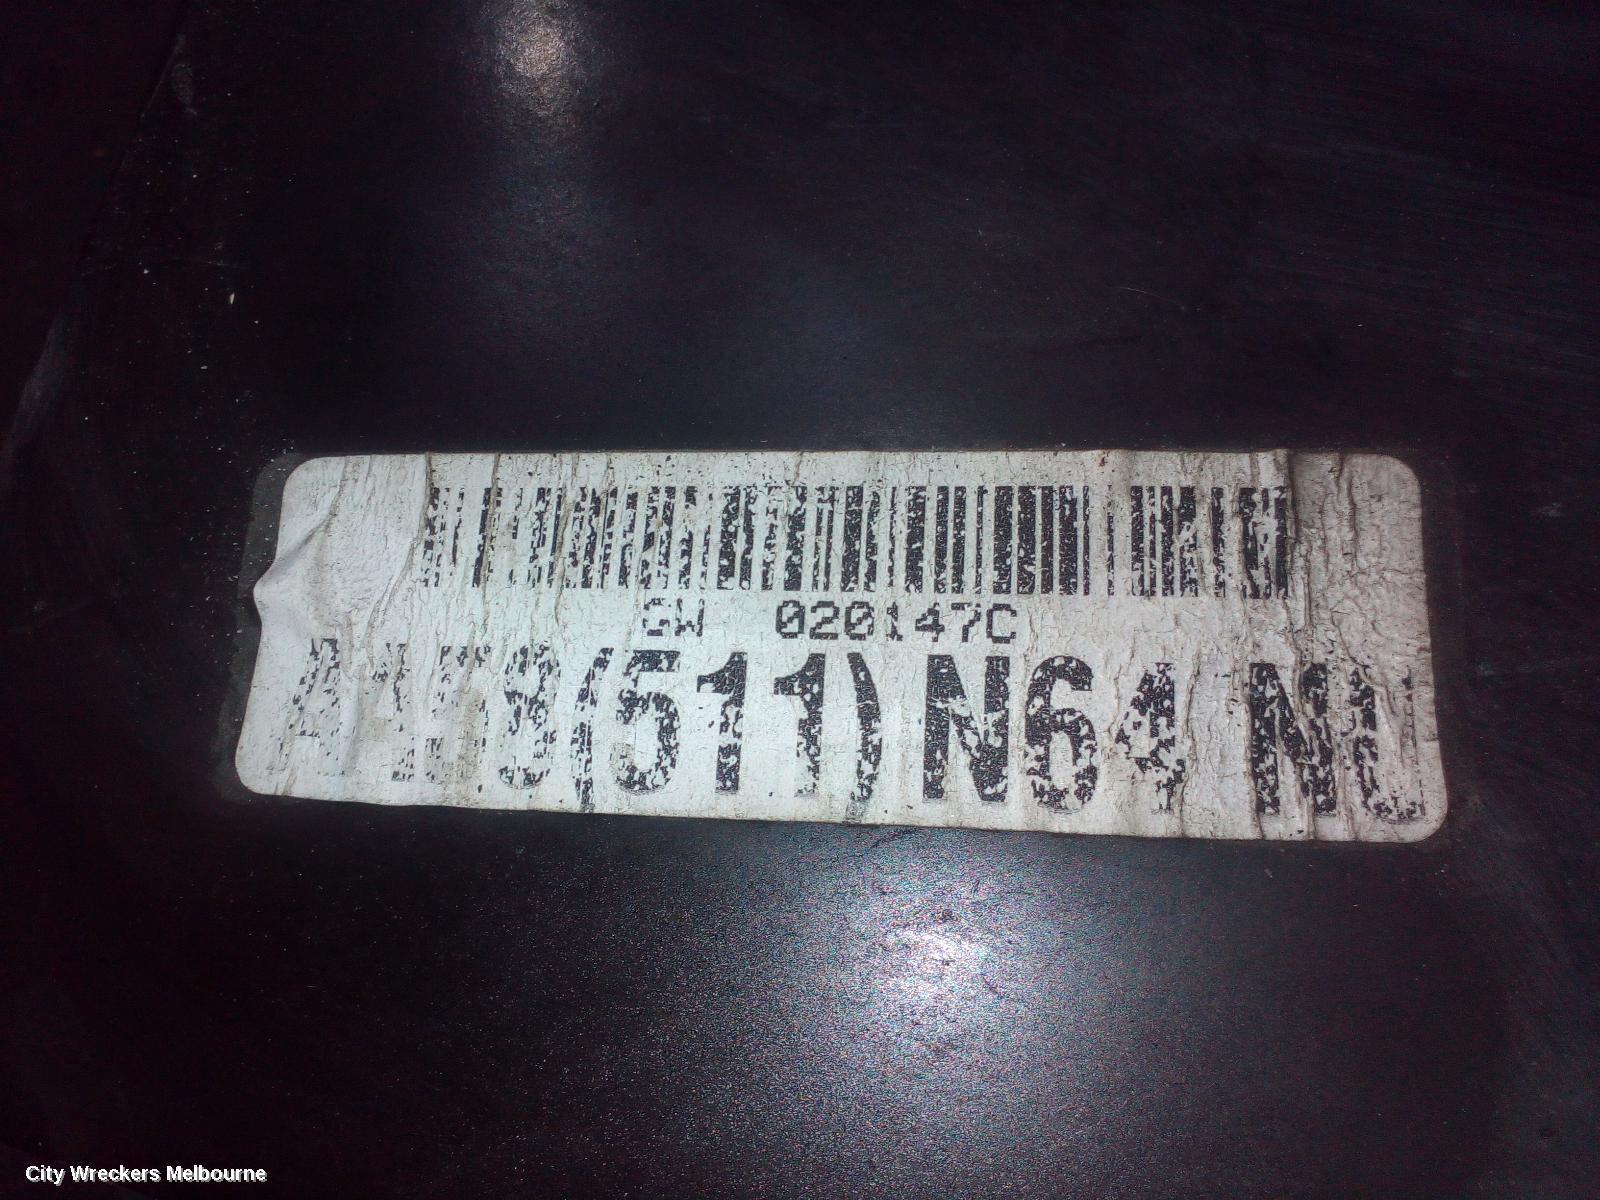 GW 020147C
(511)N64
City Wreckers Melbourne